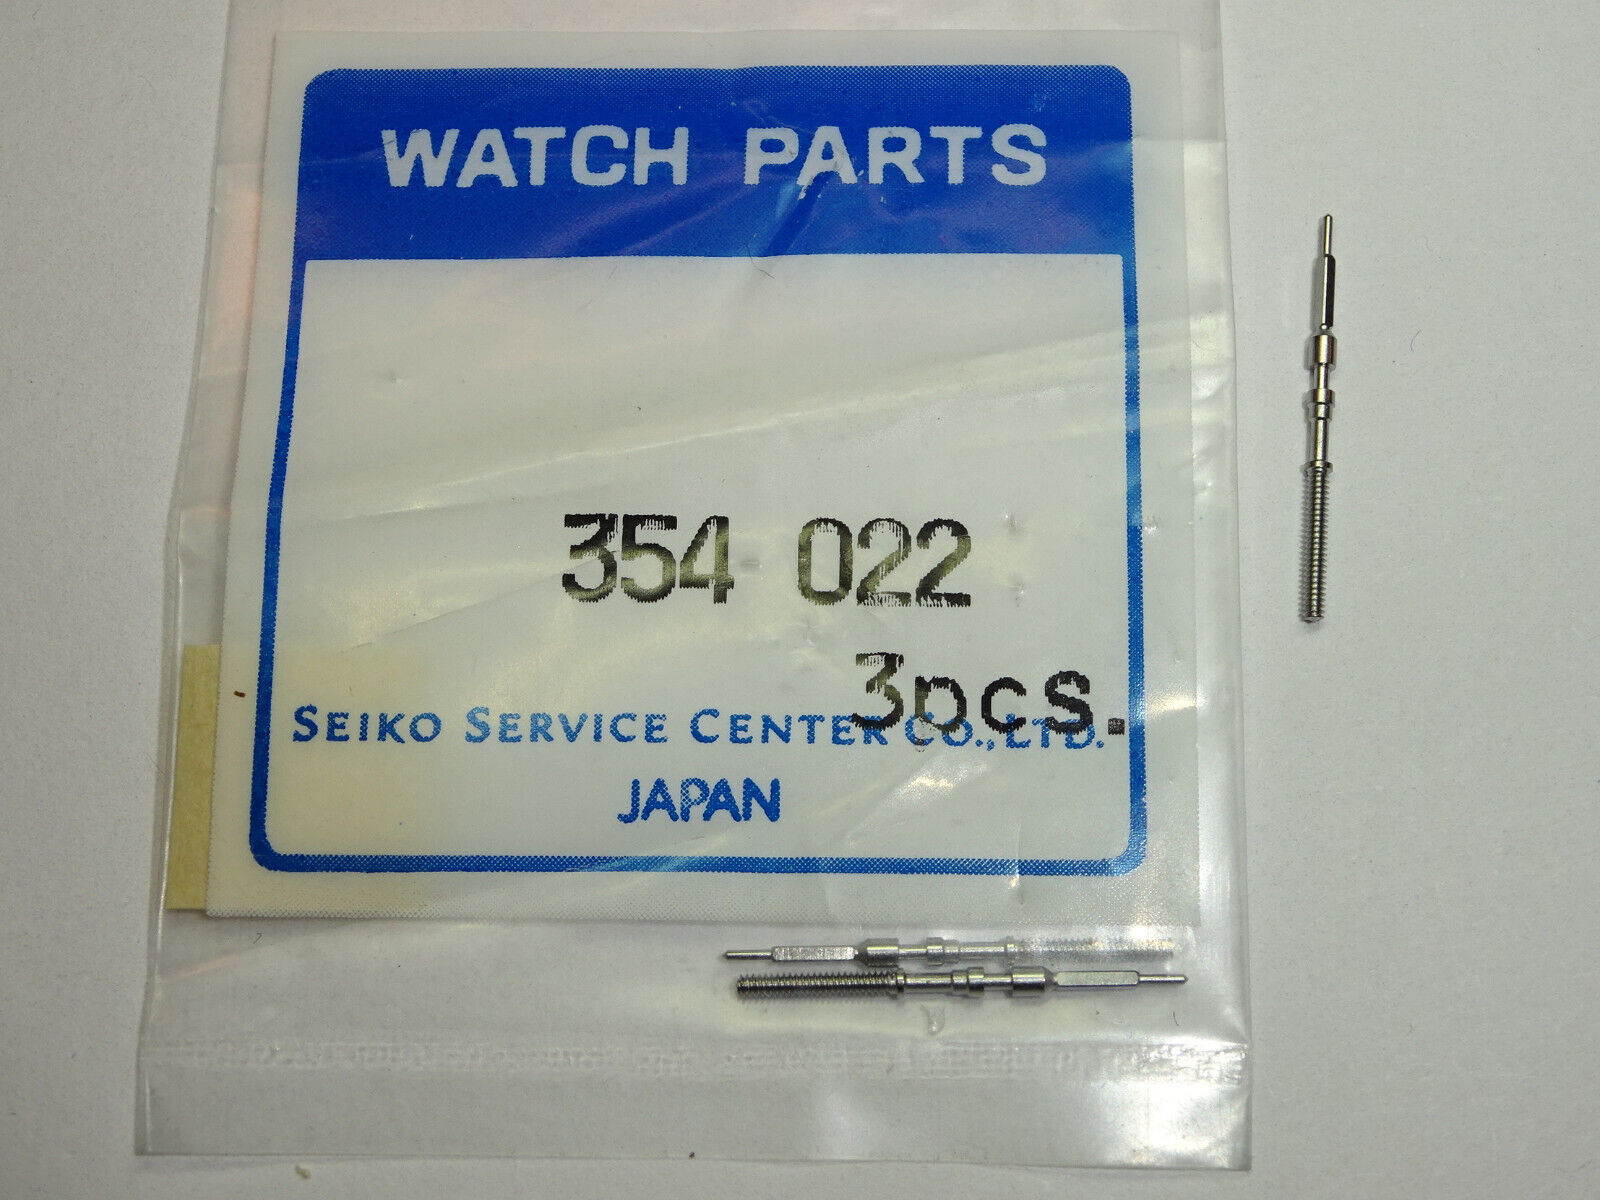 WATCH PARTS
354 022
3pcs.
SEIKO SERVICE CENTER CO., LTD.
JAPAN